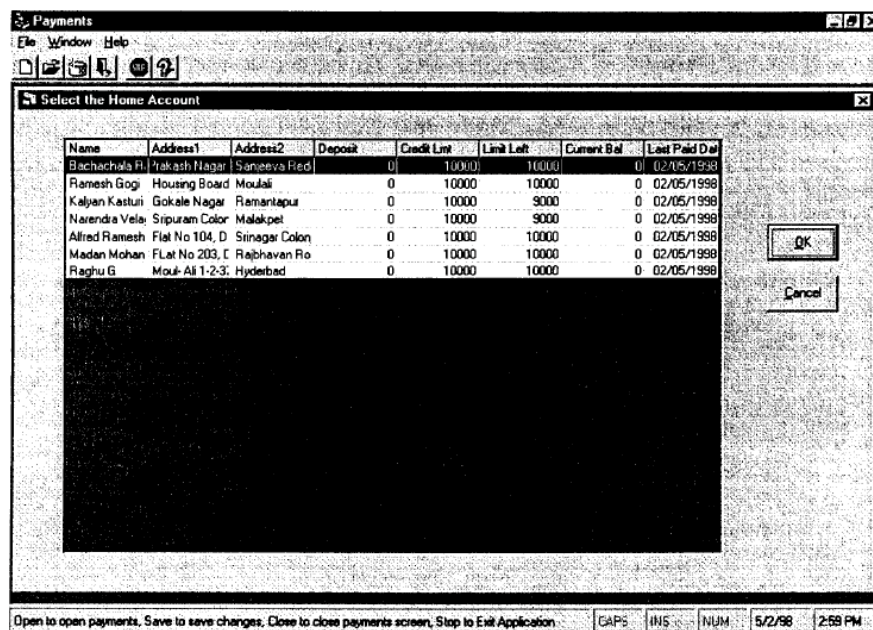 Payments
File Window Help
Select the Home Account
Name Address1 Address2 Deposit Credit Lmt Limit Left Current Bal Last Paid Dat
Bachachala R. Prakash Nagar Sanjeeva Red 0 10000 10000 0 02/05/1998
Ramesh Gogi Housing Board Moulali 0 10000 10000 0 02/05/1998
Kalyan Kasturi Gokale Nagar Ramantapur 0 10000 9000 0 02/05/1998
Narendra Vela Sripuram Color Malakpet 0 10000 9000 0 02/05/1998
Alfred Ramesh Flat No 104, D Srinagar Colon 0 10000 10000 0 02/05/1998
Madan Mohan FLat No 203, D Rajbhavan Ro 0 10000 10000 0 02/05/1998
Raghu G Moul- Ali 1-2-3 Hyderbad 0 10000 10000 0 02/05/1998
OK
Cancel
Open to open payments, Save to save changes, Close to close payments screen, Stop to Exit Application CAPS INS NUM 5/2/98 2:59 PM